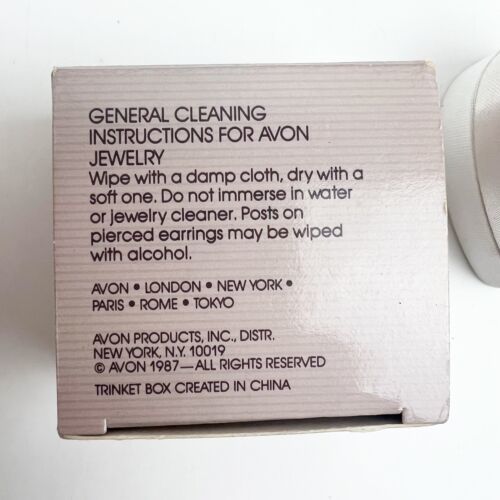 GENERAL CLEANING
INSTRUCTIONS FOR AVON
JEWELRY
Wipe with a damp cloth, dry with a
soft one. Do not immerse in water
or jewelry cleaner. Posts on
pierced earrings may be wiped
with alcohol.
AVON • LONDON • NEW YORK •
PARIS • ROME • TOKYO
AVON PRODUCTS, INC., DISTR.
NEW YORK, N.Y. 10019
© AVON 1987—ALL RIGHTS RESERVED
TRINKET BOX CREATED IN CHINA